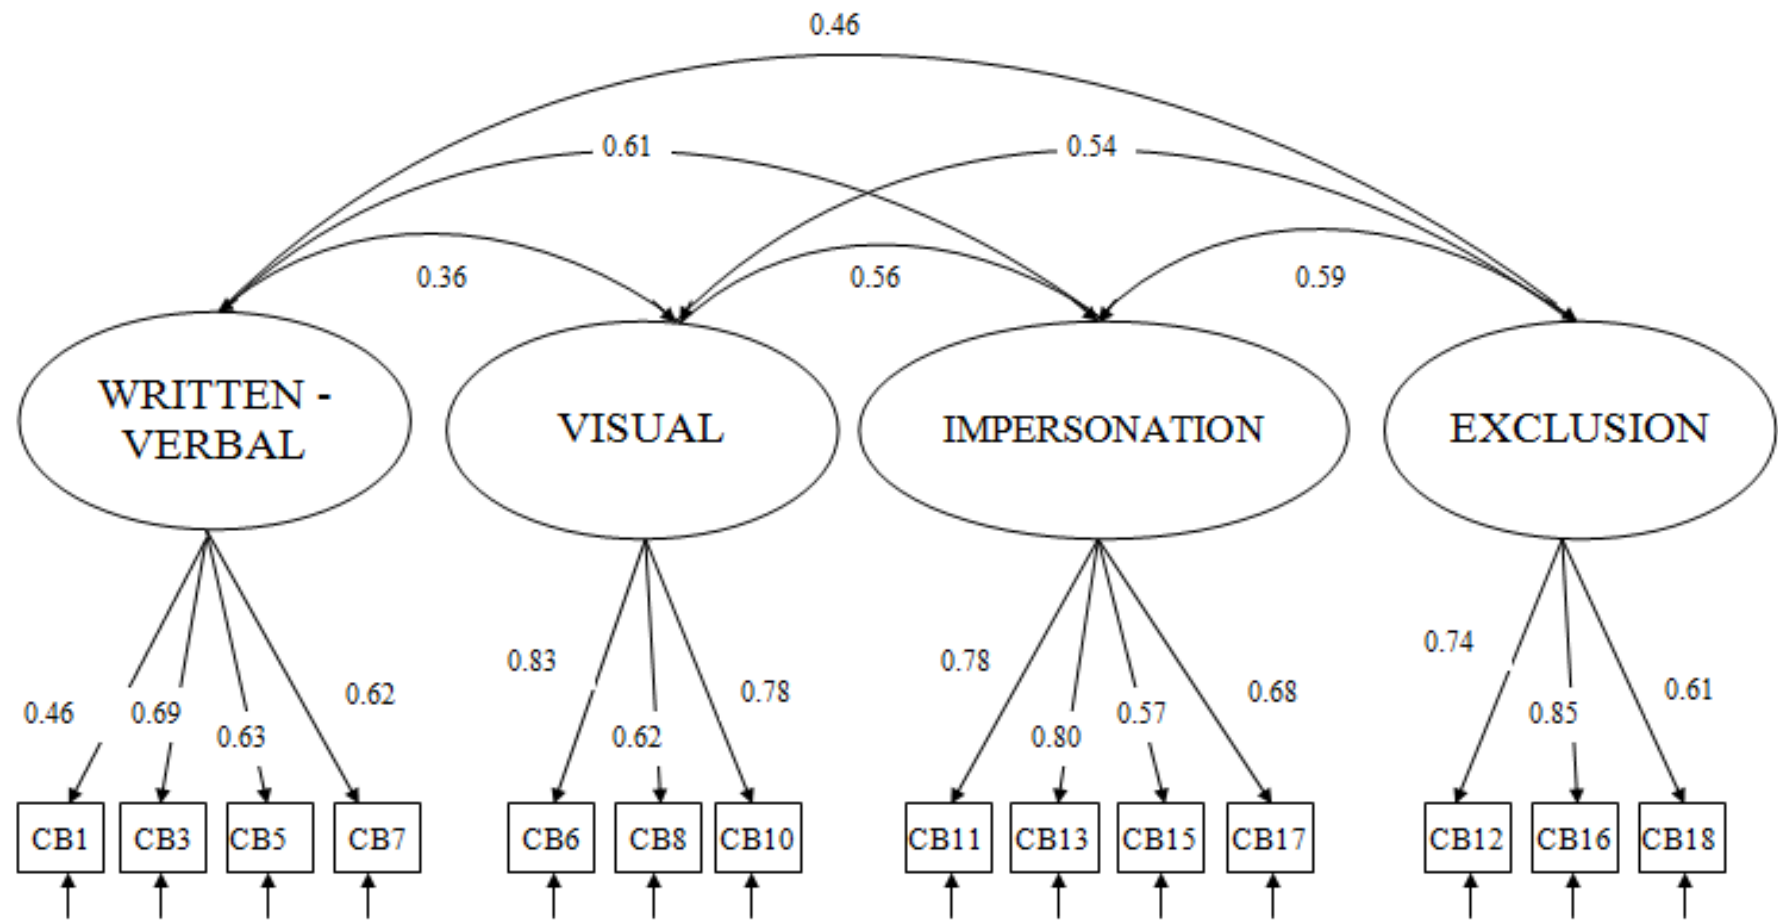 0.46
0.61
0.54
0.36
0.56
0.59
WRITTEN -
VERBAL
VISUAL
IMPERSONATION
EXCLUSION
0.46
0.69
0.63
0.62
0.83
0.62
0.78
0.78
0.80
0.57
0.68
0.74
0.85
0.61
CB1
CB3
CB5
CB7
CB6
CB8
CB10
CB11
CB13
CB15
CB17
CB12
CB16
CB18